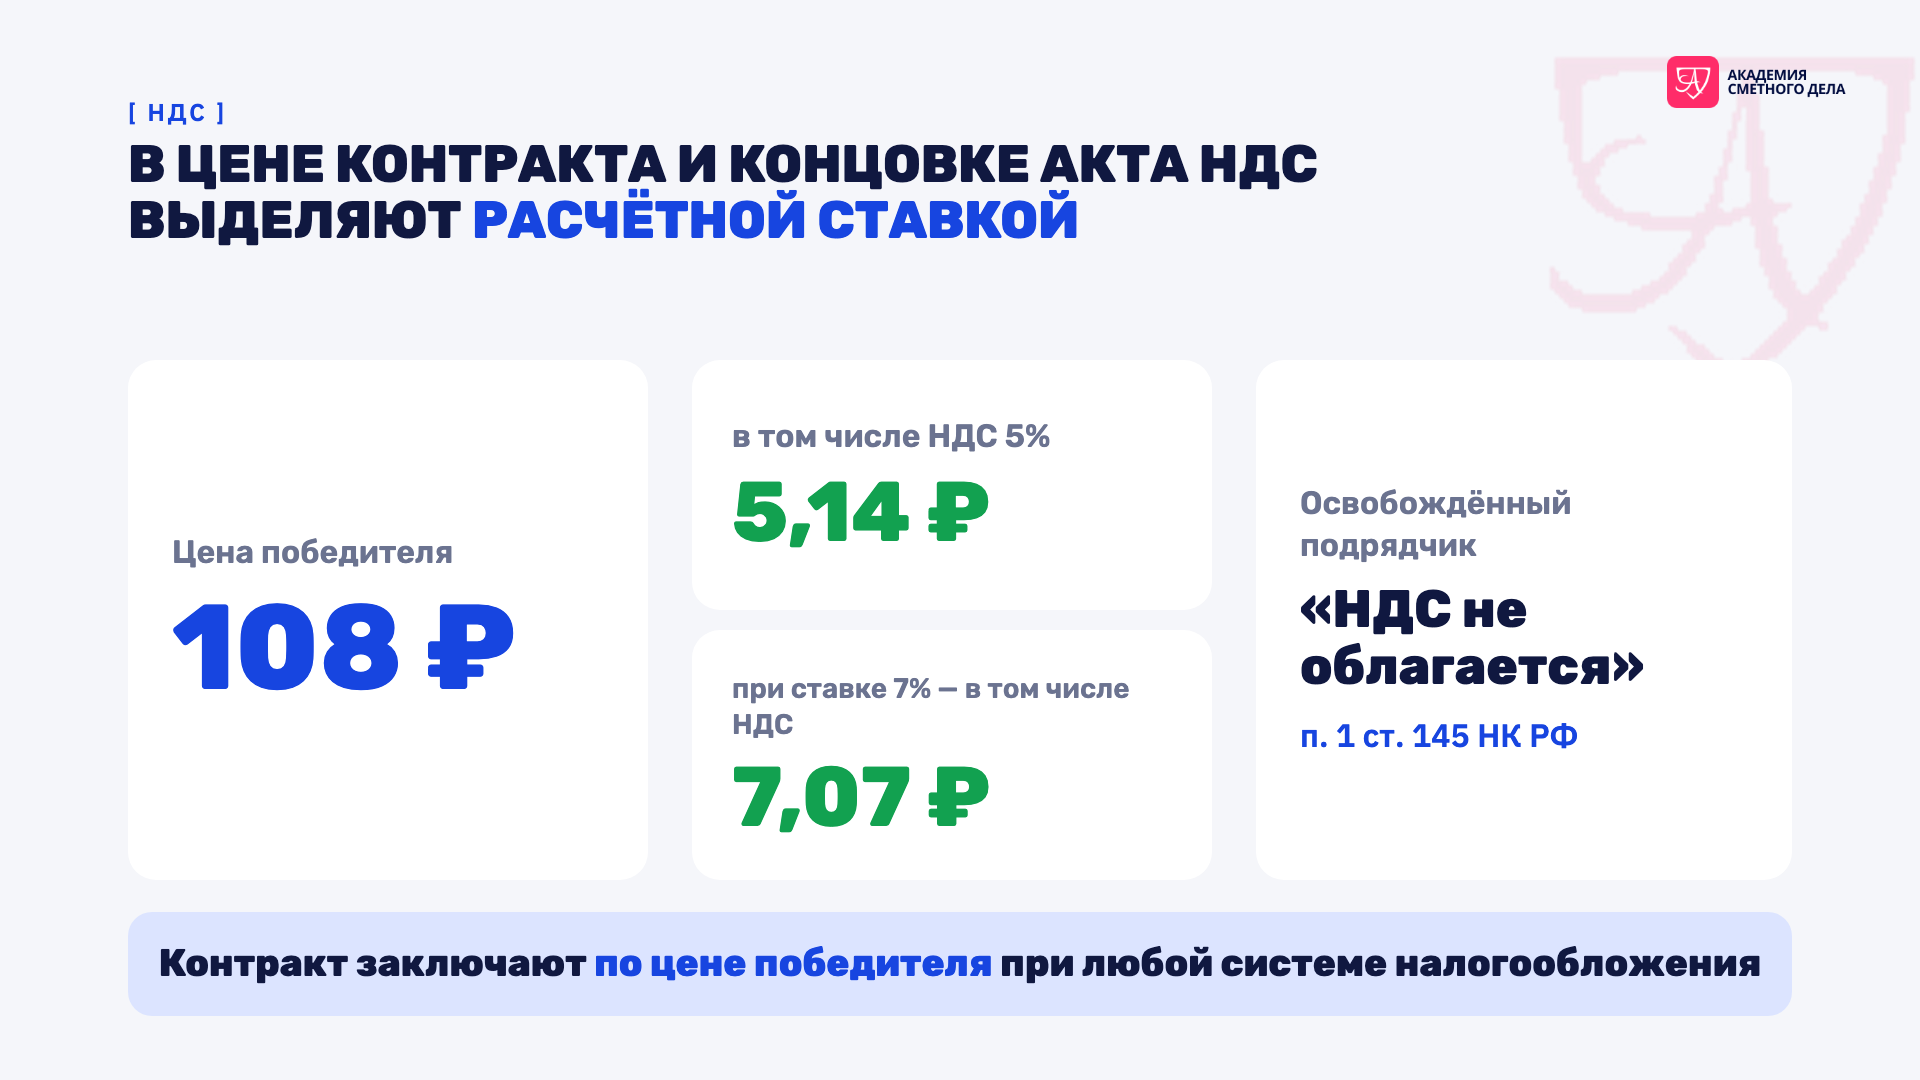 АКАДЕМИЯ
СМЕТНОГО ДЕЛА
[ НДС ]
В ЦЕНЕ КОНТРАКТА И КОНЦОВКЕ АКТА НДС
ВЫДЕЛЯЮТ РАСЧЁТНОЙ СТАВКОЙ
Цена победителя
108 ₽
в том числе НДС 5%
5,14 ₽
при ставке 7% — в том числе
НДС
7,07 ₽
Освобождённый
подрядчик
«НДС не
облагается»
п. 1 ст. 145 НК РФ
Контракт заключают по цене победителя при любой системе налогообложения